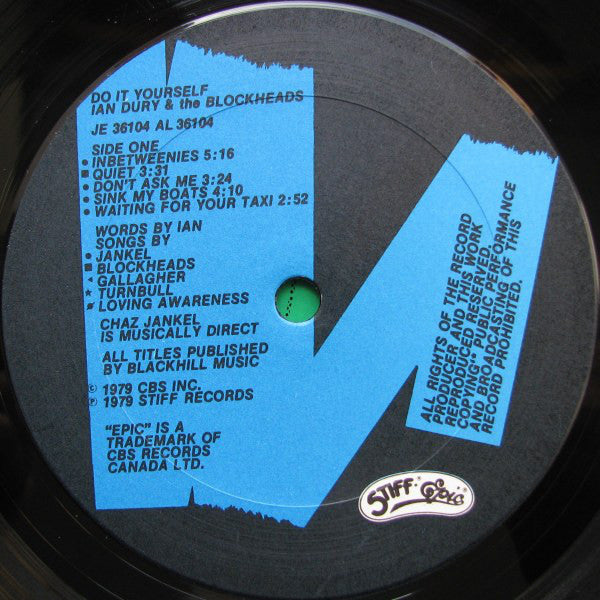 DO IT YOURSELF
IAN DURY & the BLOCKHEADS
JE 36104 AL 36104
SIDE ONE
● INBETWEENIES 5:16
■ QUIET 3:31
● DON'T ASK ME 3:24
● SINK MY BOATS 4:10
● WAITING FOR YOUR TAXI 2:52
WORDS BY IAN
SONGS BY
● JANKEL
■ BLOCKHEADS
◂ GALLAGHER
★ TURNBULL
LOVING AWARENESS
CHAZ JANKEL
IS MUSICALLY DIRECT
ALL TITLES PUBLISHED
BY BLACKHILL MUSIC
© 1979 CBS INC.
℗ 1979 STIFF RECORDS
"EPIC" IS A
TRADEMARK OF
CBS RECORDS
CANADA LTD.
ALL RIGHTS OF THE RECORD
PRODUCER AND THIS WORK
REPRODUCED RESERVED.
COPYING" PUBLIC PERFORMANCE
AND BROADCASTING OF THIS
RECORD PROHIBITED.
STIFF Epic